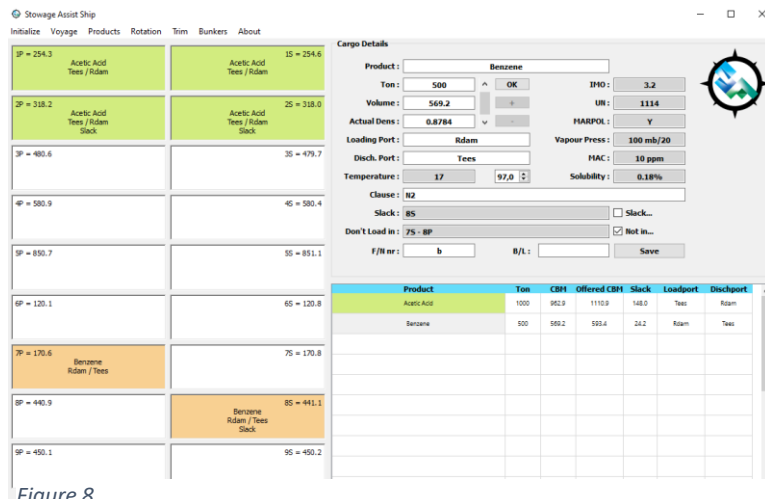 Stowage Assist Ship
Initialize Voyage Products Rotation Trim Bunkers About
1P = 254.3
Acetic Acid
Tees / Rdam
1S = 254.6
Acetic Acid
Tees / Rdam
2P = 318.2
Acetic Acid
Tees / Rdam
Slack
2S = 318.0
Acetic Acid
Tees / Rdam
Slack
3P = 480.6
3S = 479.7
4P = 580.9
4S = 580.4
5P = 850.7
5S = 851.1
6P = 120.1
6S = 120.8
7P = 170.6
Benzene
Rdam / Tees
7S = 170.8
8P = 440.9
8S = 441.1
Benzene
Rdam / Tees
Slack
9P = 450.1
9S = 450.2
Cargo Details
Product : Benzene
Ton : 500 OK IMO : 3.2
Volume : 569.2 + UN : 1114
Actual Dens : 0.8784 - MARPOL : Y
Loading Port : Rdam Vapour Press : 100 mb/20
Disch. Port : Tees MAC : 10 ppm
Temperature : 17 97,0 Solubility : 0.18%
Clause : N2
Slack : 8S Slack...
Don't Load in : 7S - 8P Not in...
F/N nr : b B/L : Save
Product Ton CBM Offered CBM Slack Loadport Dischport
Acetic Acid 1000 962.9 1110.9 148.0 Tees Rdam
Benzene 500 569.2 593.4 24.2 Rdam Tees
Figure 8